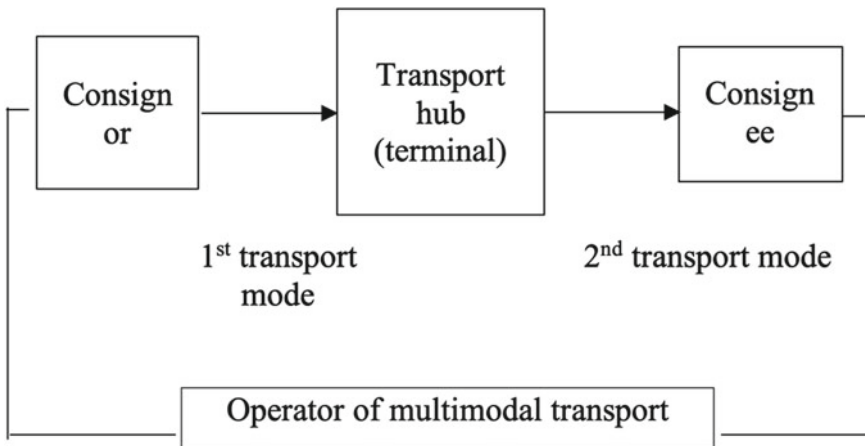 Consign
or
Transport
hub
(terminal)
Consign
ee
1st transport
mode
2nd transport mode
Operator of multimodal transport